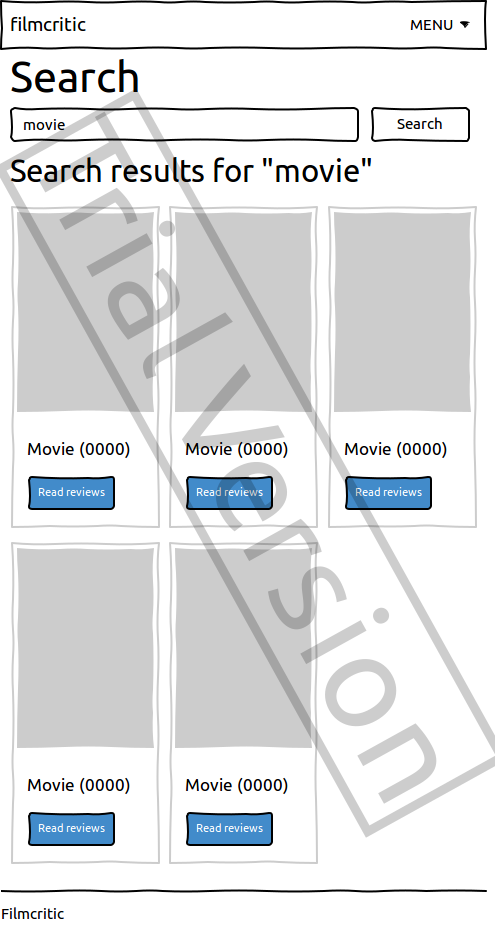 filmcritic MENU
Search
movie Search
Search results for "movie"
Movie (0000) Movie (0000) Movie (0000)
Read reviews Read reviews Read reviews
Movie (0000) Movie (0000)
Read reviews Read reviews
Filmcritic
Trial Version